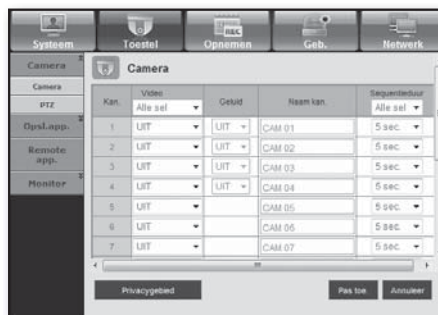 REC
Systeem Toestel Opnemen Geb. Netwerk
Camera
Camera
PTZ
Opsl.app.
Remote app.
Monitor
Camera
Kan. Video Geluid Naam kan. Sequentieduur
Alle sel Alle sel
1 UIT UIT CAM 01 5 sec.
2 UIT UIT CAM 02 5 sec.
3 UIT UIT CAM 03 5 sec.
4 UIT UIT CAM 04 5 sec.
5 UIT CAM 05 5 sec.
6 UIT CAM 06 5 sec.
7 UIT CAM 07 5 sec.
Privacygebied Pas toe. Annuleer